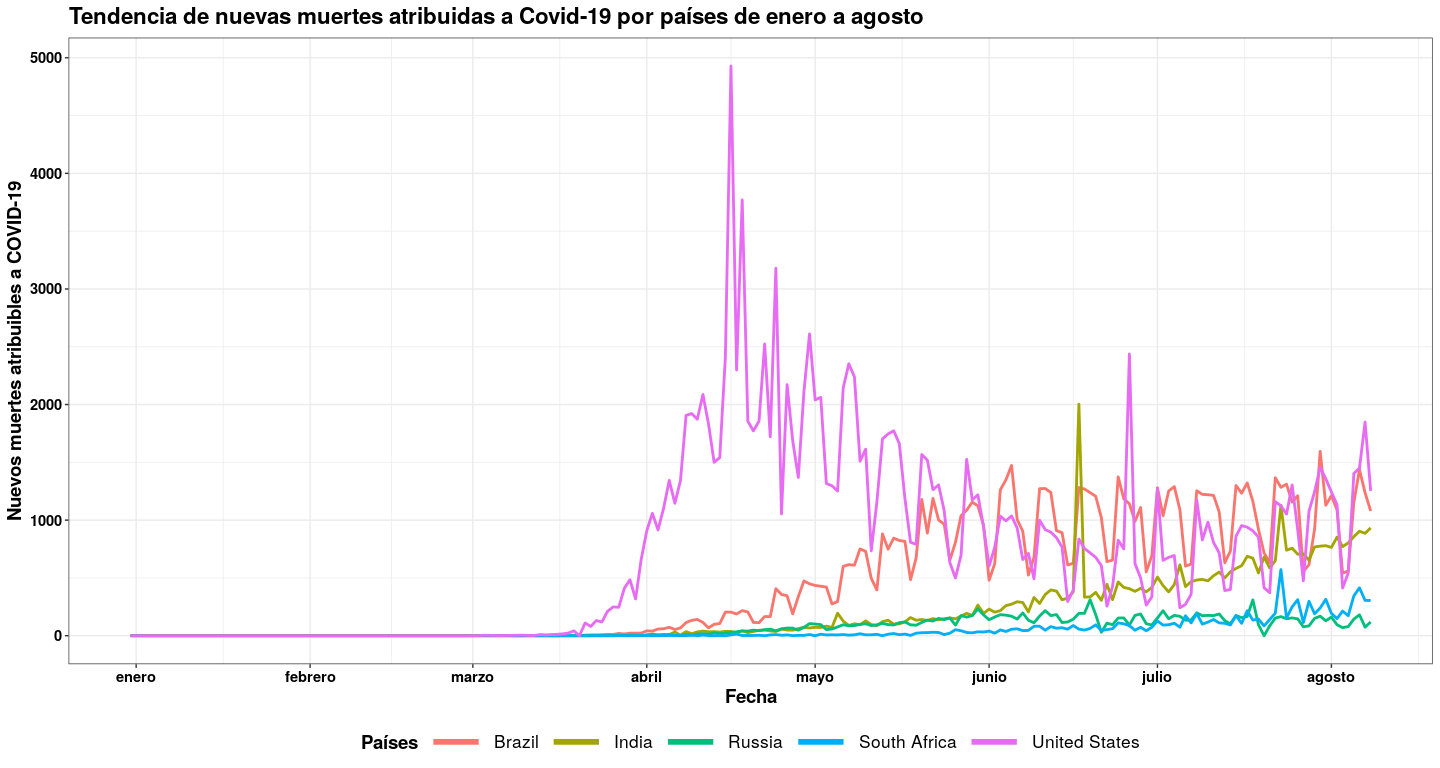 Tendencia de nuevas muertes atribuidas a Covid-19 por países de enero a agosto
Nuevos muertes atribuibles a COVID-19
5000
4000
3000
2000
1000
0
enero febrero marzo abril mayo junio julio agosto
Fecha
Países Brazil India Russia South Africa United States